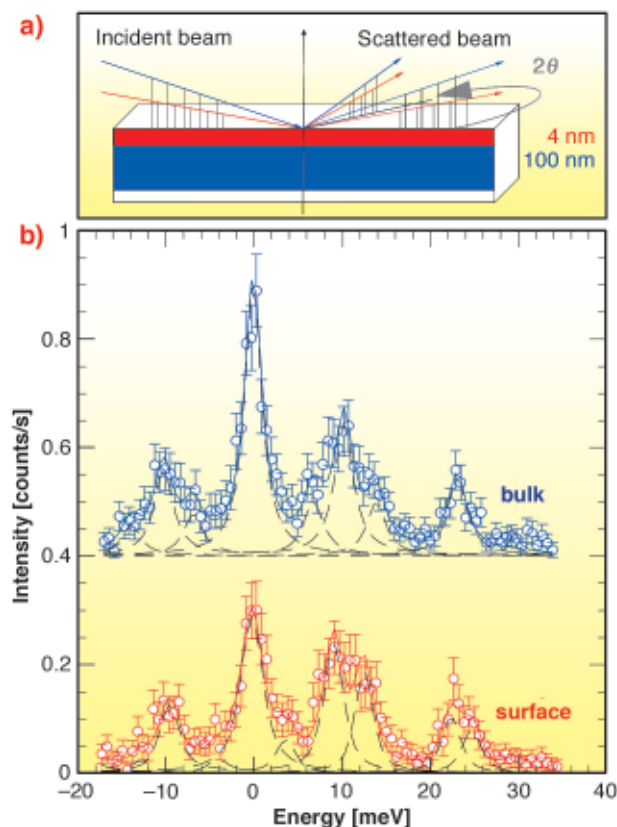 a)
Incident beam
Scattered beam
2θ
4 nm
100 nm
b)
1
0.8
0.6
0.4
0.2
0
Intensity [counts/s]
bulk
surface
–20
–10
0
10
20
30
40
Energy [meV]